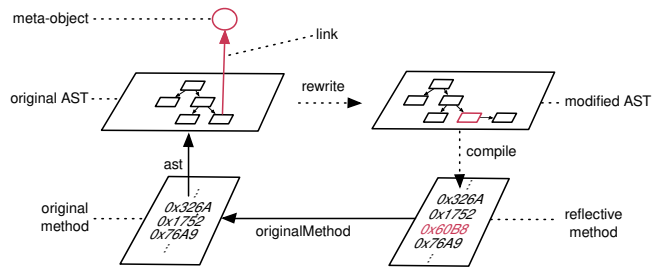 meta-object
link
original AST
rewrite
modified AST
ast
compile
original
method
⋮
0x326A
0x1752
0x76A9
⋮
originalMethod
⋮
0x326A
0x1752
0x60B8
0x76A9
⋮
reflective
method